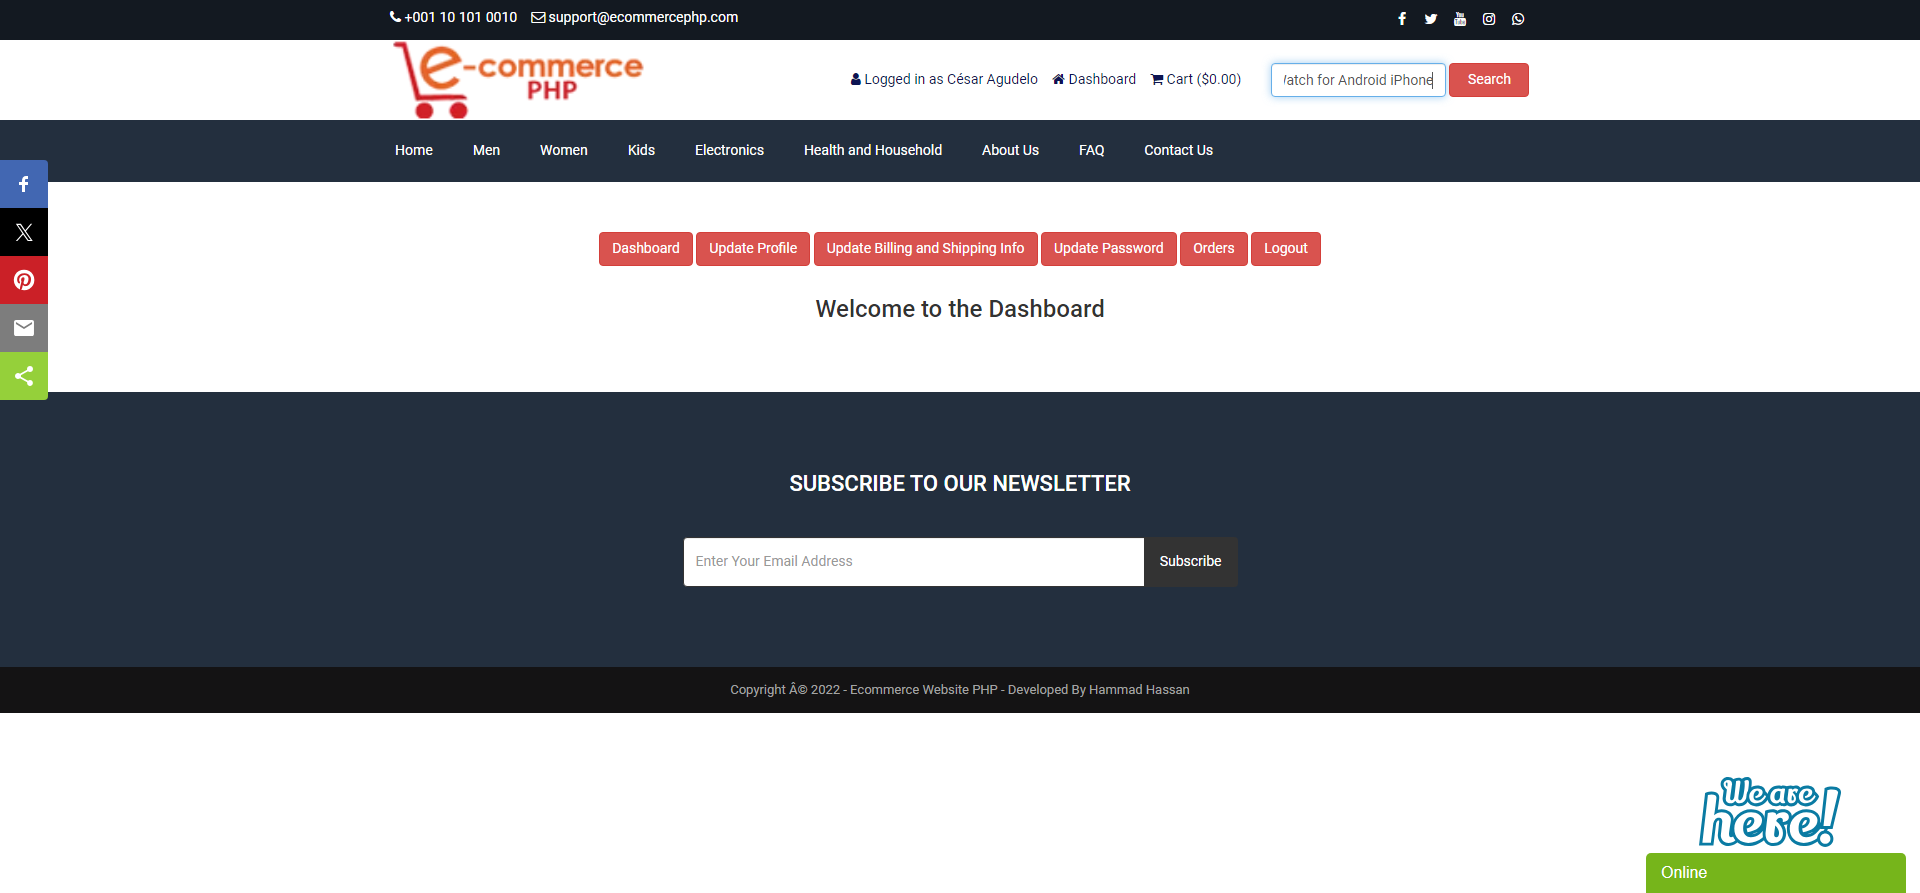 +001 10 101 0010 support@ecommercephp.com
e-commerce
PHP
Logged in as César Agudelo Dashboard Cart ($0.00) for Android iPhone Search
Home Men Women Kids Electronics Health and Household About Us FAQ Contact Us
Dashboard Update Profile Update Billing and Shipping Info Update Password Orders Logout
Welcome to the Dashboard
SUBSCRIBE TO OUR NEWSLETTER
Enter Your Email Address Subscribe
Copyright Â© 2022 - Ecommerce Website PHP - Developed By Hammad Hassan
We are
here!
Online